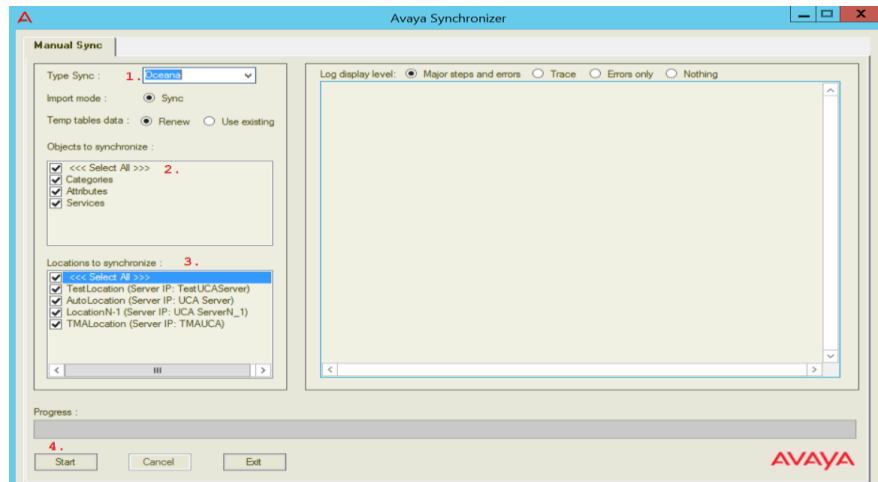 Avaya Synchronizer
Manual Sync
Type Sync : 1. Oceana
Import mode : Sync
Temp tables data : Renew Use existing
Objects to synchronize :
<<< Select All >>> 2.
Categories
Attributes
Services
Locations to synchronize : 3.
<<< Select All >>>
TestLocation (Server IP: TestUCAServer)
AutoLocation (Server IP: UCA Server)
LocationN-1 (Server IP: UCA ServerN_1)
TMALocation (Server IP: TMAUCA)
Log display level: Major steps and errors Trace Errors only Nothing
Progress :
4.
Start Cancel Exit
AVAYA